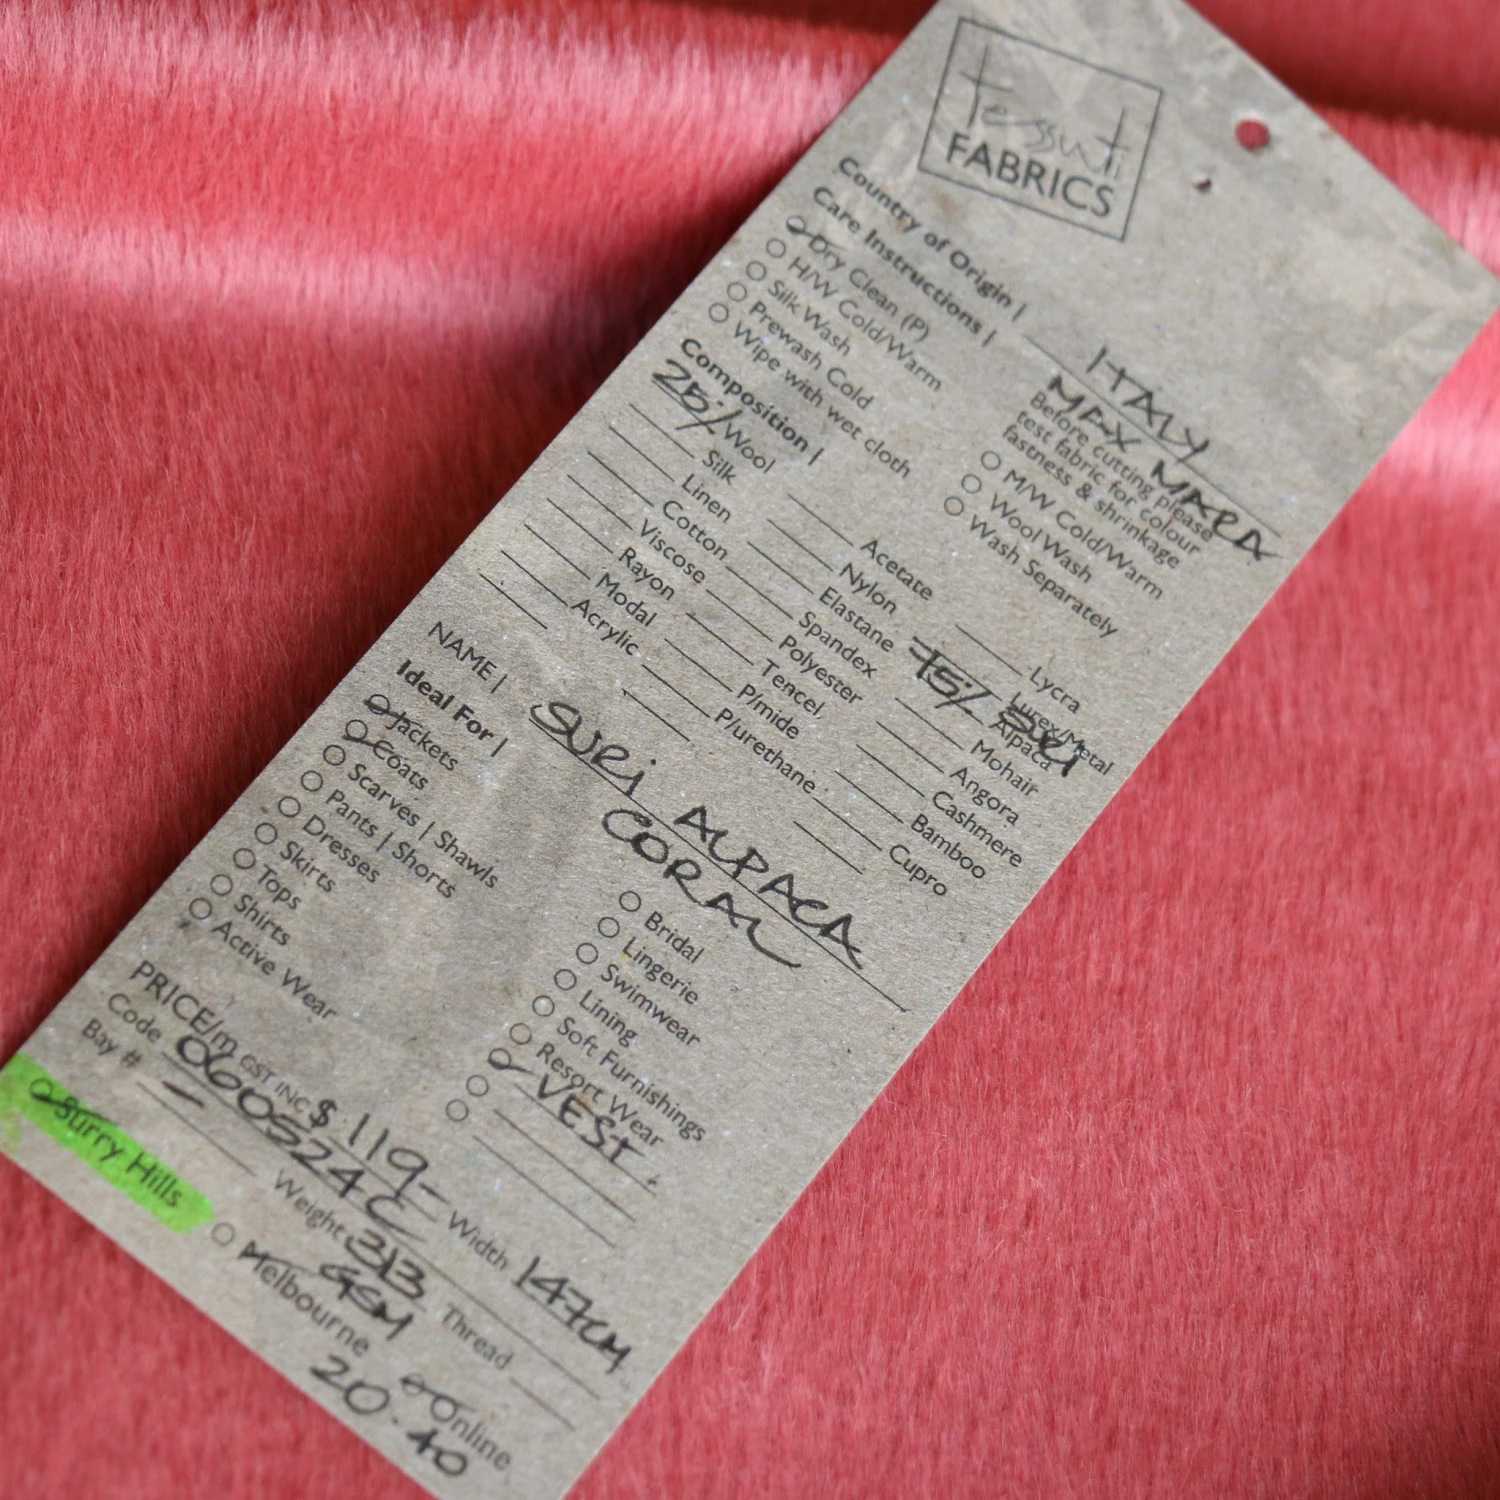 tessuti
FABRICS
Country of Origin | ITALY
MAX MARA
Care Instructions |
Dry Clean (P)
H/W Cold/Warm
Silk Wash
Prewash Cold
Wipe with wet cloth
Before cutting please
test fabric for colour
fastness & shrinkage
M/W Cold/Warm
Wool Wash
Wash Separately
Composition |
25% Wool
Silk
Linen
Cotton
Viscose
Rayon
Modal
Acrylic
Acetate
Nylon
Elastane
Spandex
Polyester
Tencel
P/mide
P/urethane
Lycra
Lurex/Metal
75% SURI Alpaca
Mohair
Angora
Cashmere
Bamboo
Cupro
NAME | SURI ALPACA
CORAL
Ideal For |
Jackets
Coats
Scarves | Shawls
Pants | Shorts
Dresses
Skirts
Tops
Shirts
Active Wear
Bridal
Lingerie
Swimwear
Lining
Soft Furnishings
Resort Wear
VEST.
PRICE/m GST INC $ 119-
Code 060524C
Bay # -
Width 147CM
Weight 313
GSM
Thread
Surry Hills
Melbourne
Online
20.40